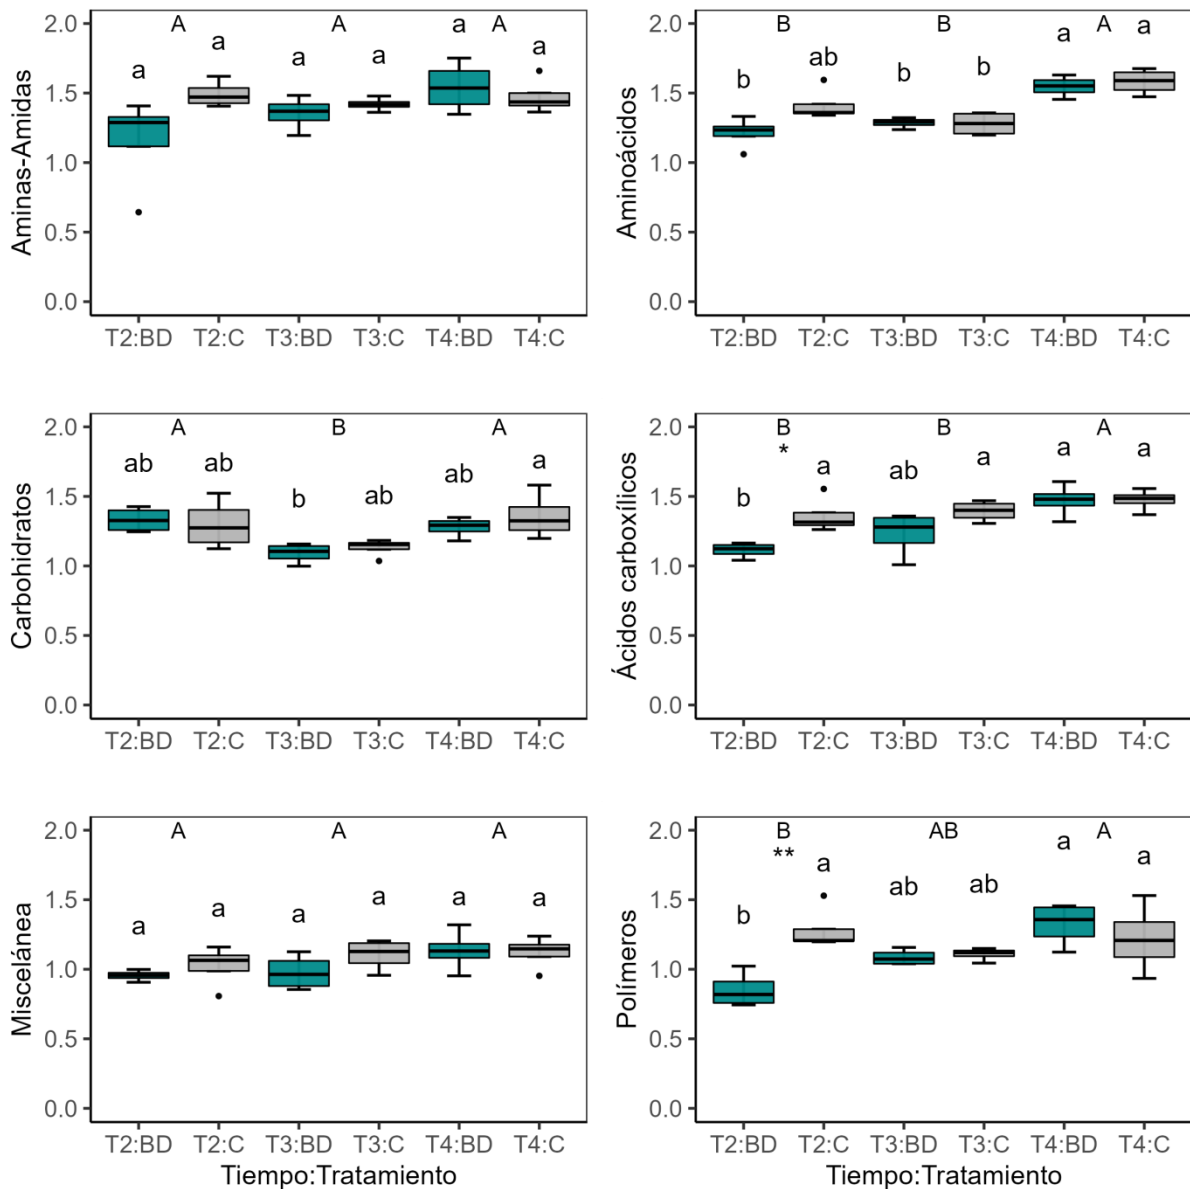 Aminas-Amidas
2.0
1.5
1.0
0.5
0.0
A A A
a a a a a a
T2:BD T2:C T3:BD T3:C T4:BD T4:C
Aminoácidos
2.0
1.5
1.0
0.5
0.0
B B A
b ab b b a a
T2:BD T2:C T3:BD T3:C T4:BD T4:C
Carbohidratos
2.0
1.5
1.0
0.5
0.0
A B A
ab ab b ab ab a
T2:BD T2:C T3:BD T3:C T4:BD T4:C
Ácidos carboxílicos
2.0
1.5
1.0
0.5
0.0
B B A
*
b a ab a a a
T2:BD T2:C T3:BD T3:C T4:BD T4:C
Miscelánea
2.0
1.5
1.0
0.5
0.0
A A A
a a a a a a
T2:BD T2:C T3:BD T3:C T4:BD T4:C
Tiempo:Tratamiento
Polímeros
2.0
1.5
1.0
0.5
0.0
B AB A
**
b a ab ab a a
T2:BD T2:C T3:BD T3:C T4:BD T4:C
Tiempo:Tratamiento